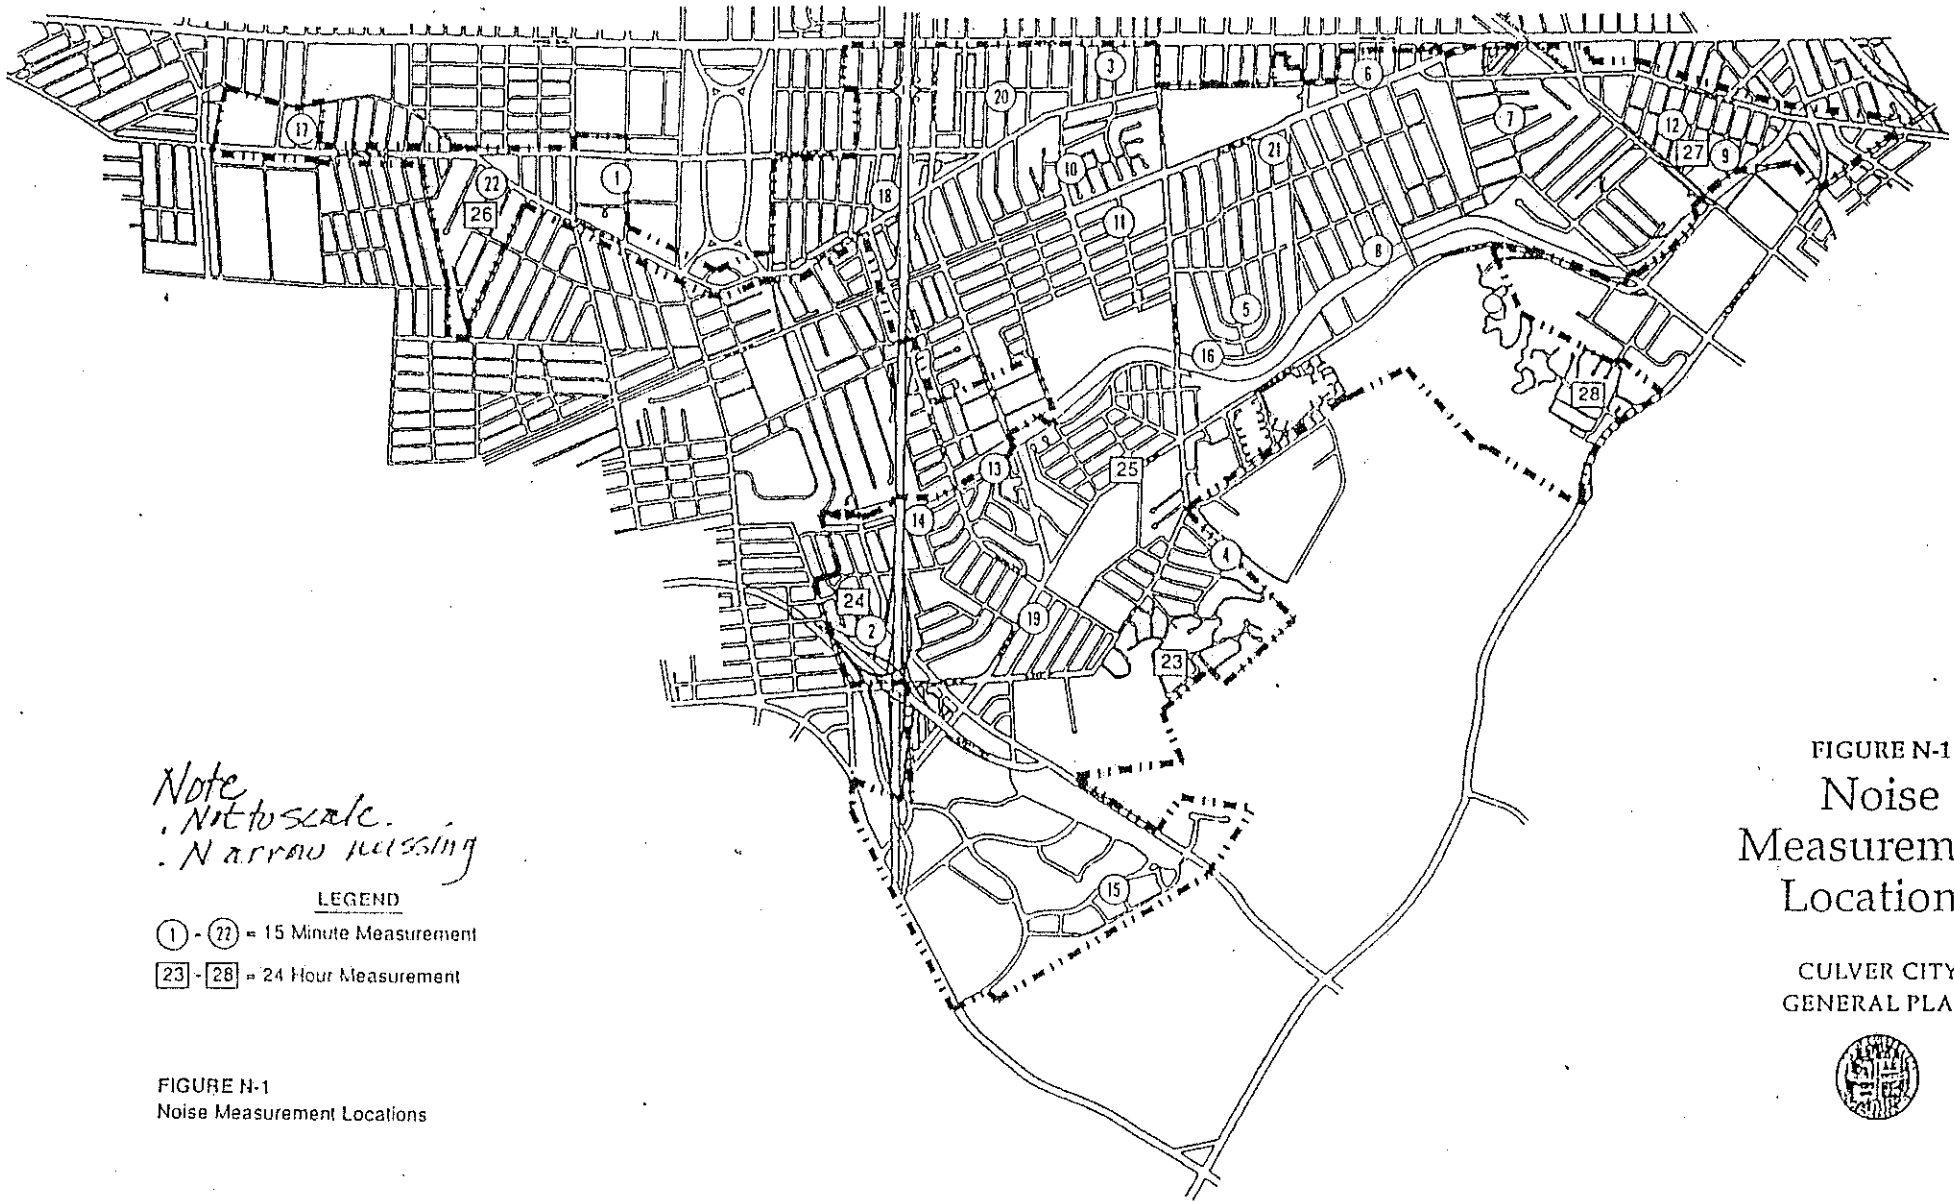 3
6
20
7
17
12
27
9
21
10
22
1
18
26
11
8
5
16
28
13
25
14
4
24
2
19
23
15
Note
. Not to scale.
. N arrow missing
LEGEND
1 - 22 = 15 Minute Measurement
23 - 28 = 24 Hour Measurement
FIGURE N-1
Noise Measurement Locations
FIGURE N-1
Noise
Measurem
Location
CULVER CITY
GENERAL PLA